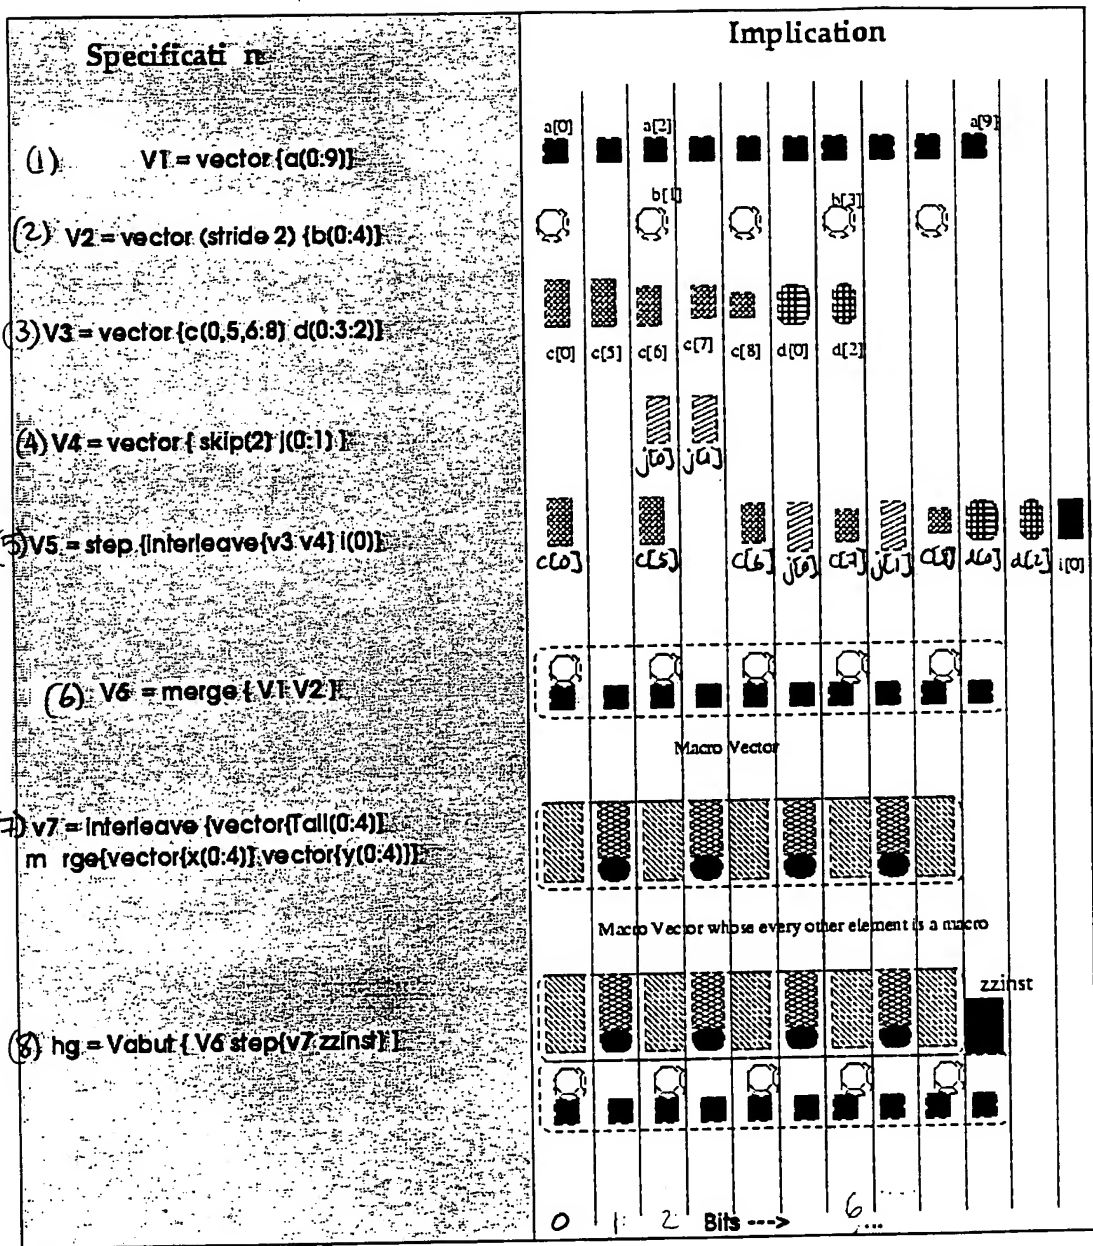 Specificati n
Implication
a[0] a[2] a[9]
(1) V1 = vector {a(0:9)}
b[1] b[3]
(2) V2 = vector (stride 2) {b(0:4)}
(3) V3 = vector {c(0,5,6:8) d(0:3:2)}
c[0] c[5] c[6] c[7] c[8] d[0] d[2]
(4) V4 = vector { skip(2) j(0:1) }
j[0] j[1]
(5) V5 = step {interleave{v3 v4} i(0)}
c[0] c[5] c[6] j[0] c[7] j[1] c[8] d[0] d[2] i[0]
(6) V6 = merge { V1 V2 }
Macro Vector
(7) v7 = interleave {vector{Tall(0:4)}
m rge{vector{x(0:4)} vector{y(0:4)}}}
Macro Vector whose every other element is a macro
zzinst
(8) hg = Vabut { V6 step{v7 zzinst} }
0 1 2 Bits ---> 6 ...